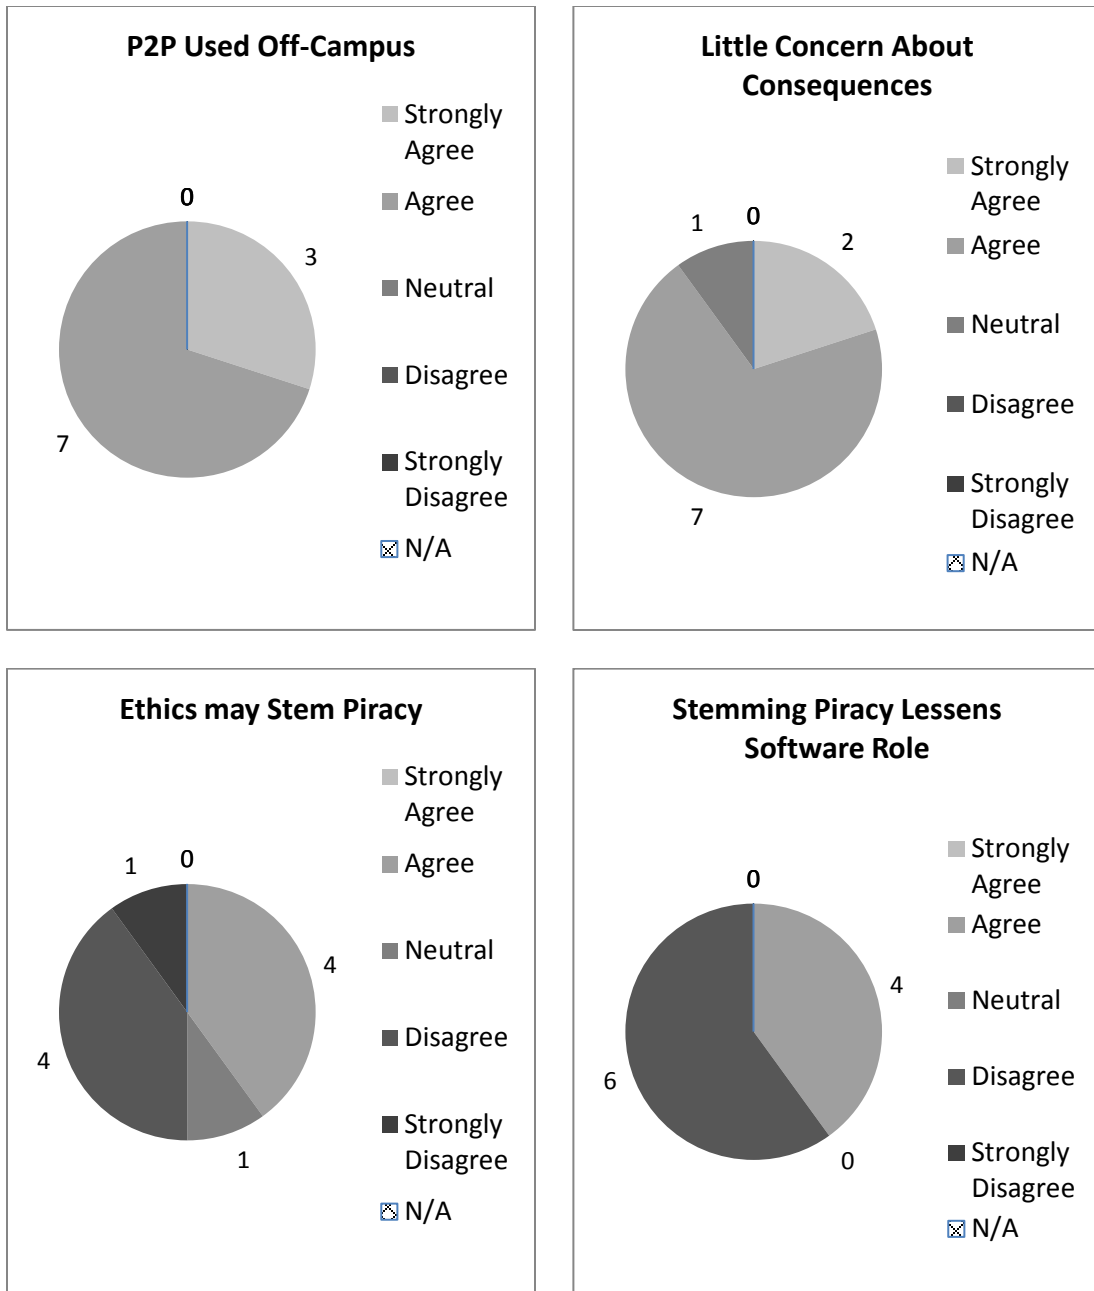 P2P Used Off-Campus
Strongly
Agree
Agree
Neutral
Disagree
Strongly
Disagree
N/A
0
3
7
Little Concern About
Consequences
Strongly
Agree
Agree
Neutral
Disagree
Strongly
Disagree
N/A
1
0
2
7
Ethics may Stem Piracy
Strongly
Agree
Agree
Neutral
Disagree
Strongly
Disagree
N/A
1
0
4
4
1
Stemming Piracy Lessens
Software Role
Strongly
Agree
Agree
Neutral
Disagree
Strongly
Disagree
N/A
0
4
6
0